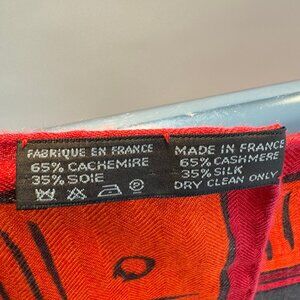 FABRIQUE EN FRANCE
65% CACHEMIRE
35% SOIE
MADE IN FRANCE
65% CASHMERE
35% SILK
DRY CLEAN ONLY